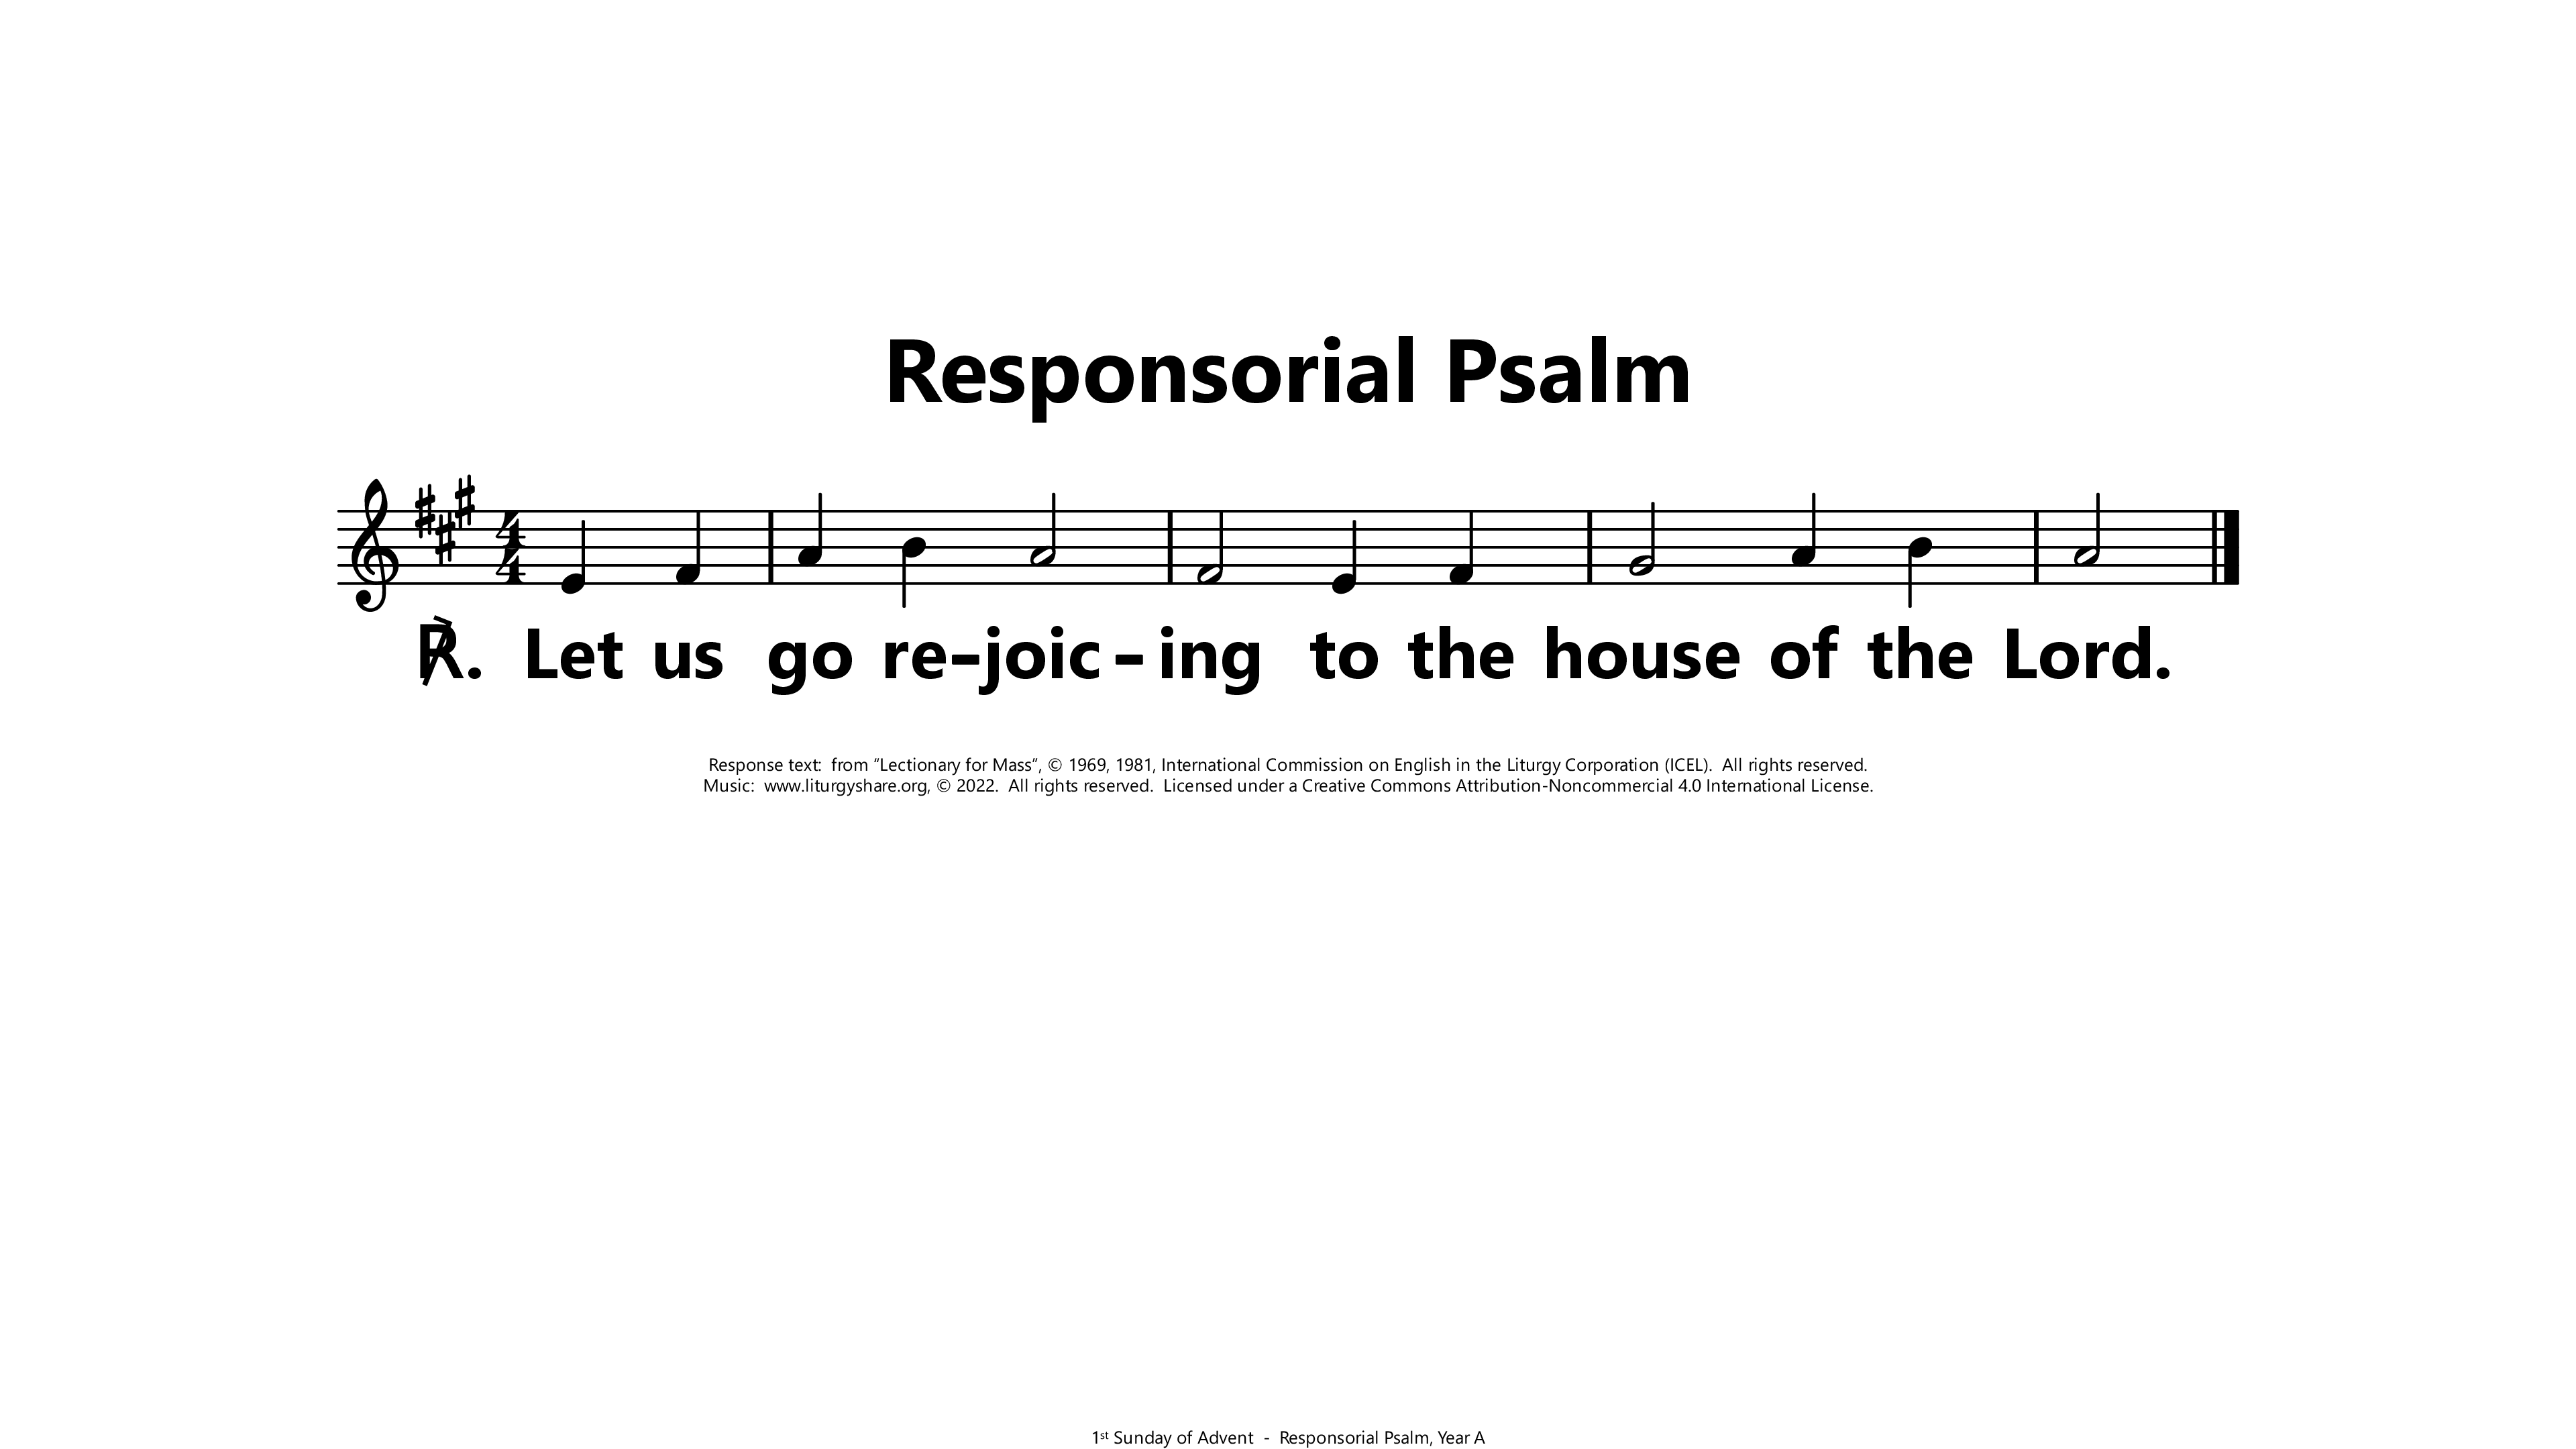 Responsorial Psalm
4
4
℟. Let us go re-joic-ing to the house of the Lord.
Response text: from “Lectionary for Mass”, © 1969, 1981, International Commission on English in the Liturgy Corporation (ICEL). All rights reserved.
Music: www.liturgyshare.org, © 2022. All rights reserved. Licensed under a Creative Commons Attribution-Noncommercial 4.0 International License.
1st Sunday of Advent - Responsorial Psalm, Year A